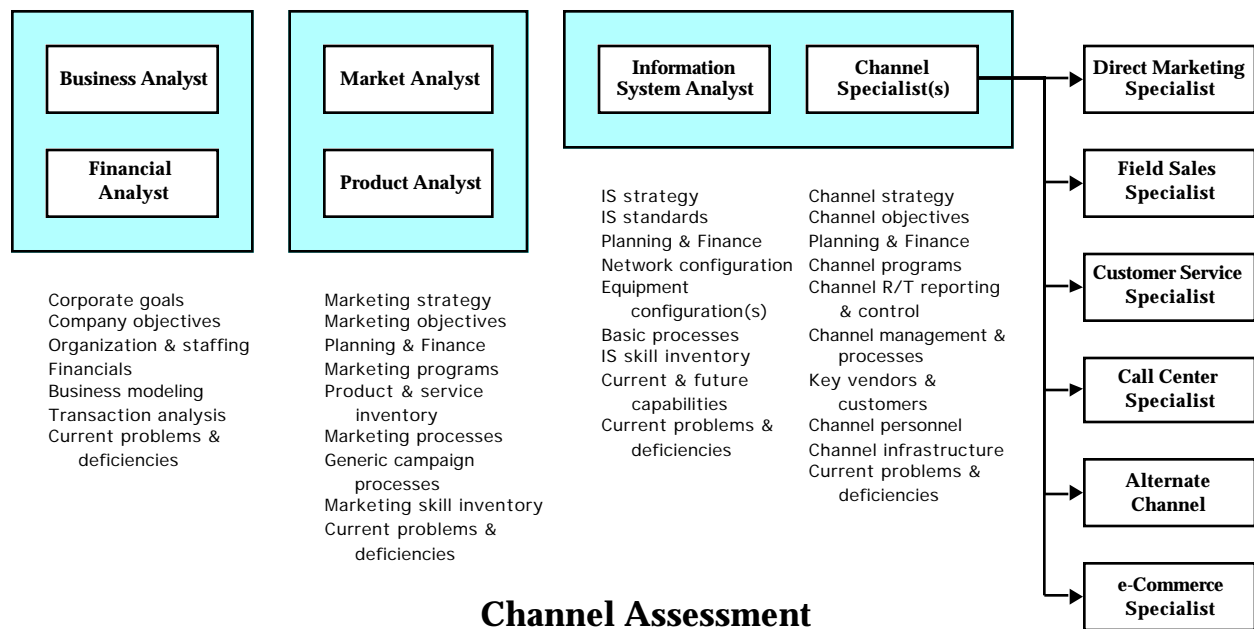 Business Analyst
Financial
Analyst
Market Analyst
Product Analyst
Information
System Analyst
Channel
Specialist(s)
Direct Marketing
Specialist
Field Sales
Specialist
Customer Service
Specialist
Call Center
Specialist
Alternate
Channel
e-Commerce
Specialist
Corporate goals
Company objectives
Organization & staffing
Financials
Business modeling
Transaction analysis
Current problems &
deficiencies
Marketing strategy
Marketing objectives
Planning & Finance
Marketing programs
Product & service
inventory
Marketing processes
Generic campaign
processes
Marketing skill inventory
Current problems &
deficiencies
IS strategy
IS standards
Planning & Finance
Network configuration
Equipment
configuration(s)
Basic processes
IS skill inventory
Current & future
capabilities
Current problems &
deficiencies
Channel strategy
Channel objectives
Planning & Finance
Channel programs
Channel R/T reporting
& control
Channel management &
processes
Key vendors &
customers
Channel personnel
Channel infrastructure
Current problems &
deficiencies
Channel Assessment